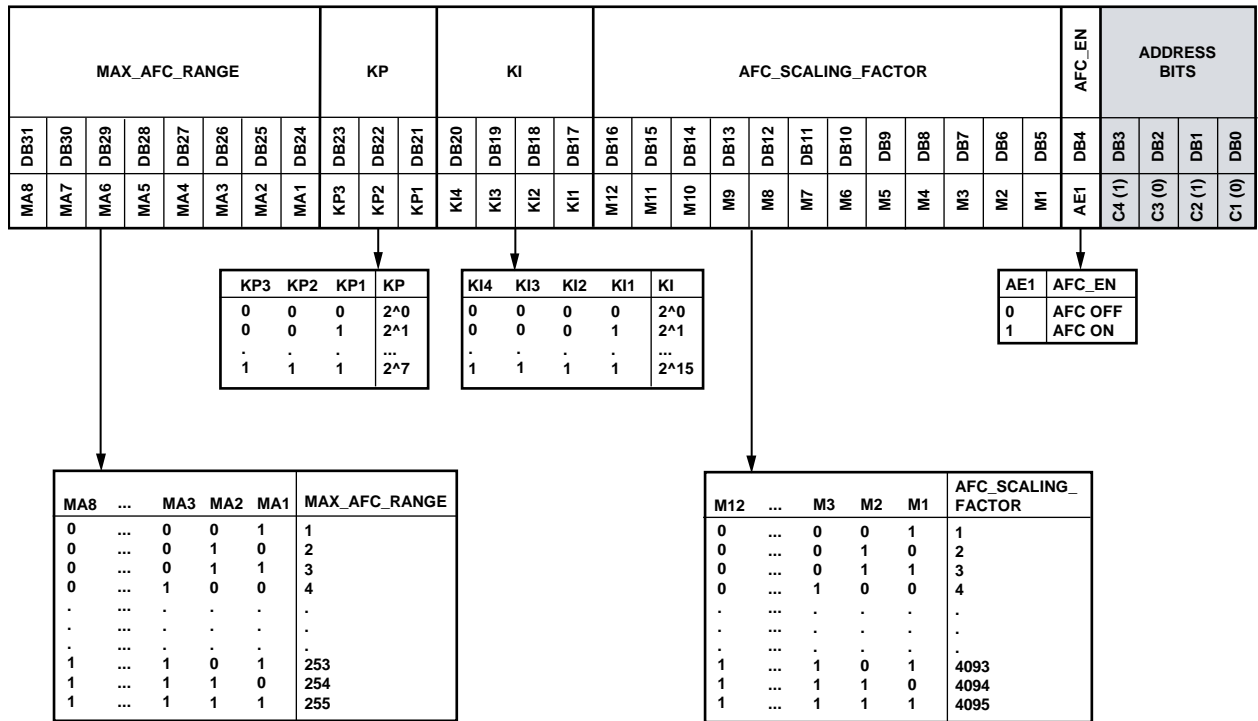 MAX_AFC_RANGE KP KI AFC_SCALING_FACTOR AFC_EN ADDRESS
BITS
DB31 DB30 DB29 DB28 DB27 DB26 DB25 DB24 DB23 DB22 DB21 DB20 DB19 DB18 DB17 DB16 DB15 DB14 DB13 DB12 DB11 DB10 DB9 DB8 DB7 DB6 DB5 DB4 DB3 DB2 DB1 DB0
MA8 MA7 MA6 MA5 MA4 MA3 MA2 MA1 KP3 KP2 KP1 KI4 KI3 KI2 KI1 M12 M11 M10 M9 M8 M7 M6 M5 M4 M3 M2 M1 AE1 C4 (1) C3 (0) C2 (1) C1 (0)
KP3 KP2 KP1 KP
0 0 0 2^0
0 0 1 2^1
. . . ...
1 1 1 2^7
KI4 KI3 KI2 KI1 KI
0 0 0 0 2^0
0 0 0 1 2^1
. . . . ...
1 1 1 1 2^15
AE1 AFC_EN
0 AFC OFF
1 AFC ON
MA8 ... MA3 MA2 MA1 MAX_AFC_RANGE
0 ... 0 0 1 1
0 ... 0 1 0 2
0 ... 0 1 1 3
0 ... 1 0 0 4
. ... . . . .
. ... . . . .
. ... . . . .
1 ... 1 0 1 253
1 ... 1 1 0 254
1 ... 1 1 1 255
M12 ... M3 M2 M1 AFC_SCALING_
FACTOR
0 ... 0 0 1 1
0 ... 0 1 0 2
0 ... 0 1 1 3
0 ... 1 0 0 4
. ... . . . .
. ... . . . .
. ... . . . .
1 ... 1 0 1 4093
1 ... 1 1 0 4094
1 ... 1 1 1 4095